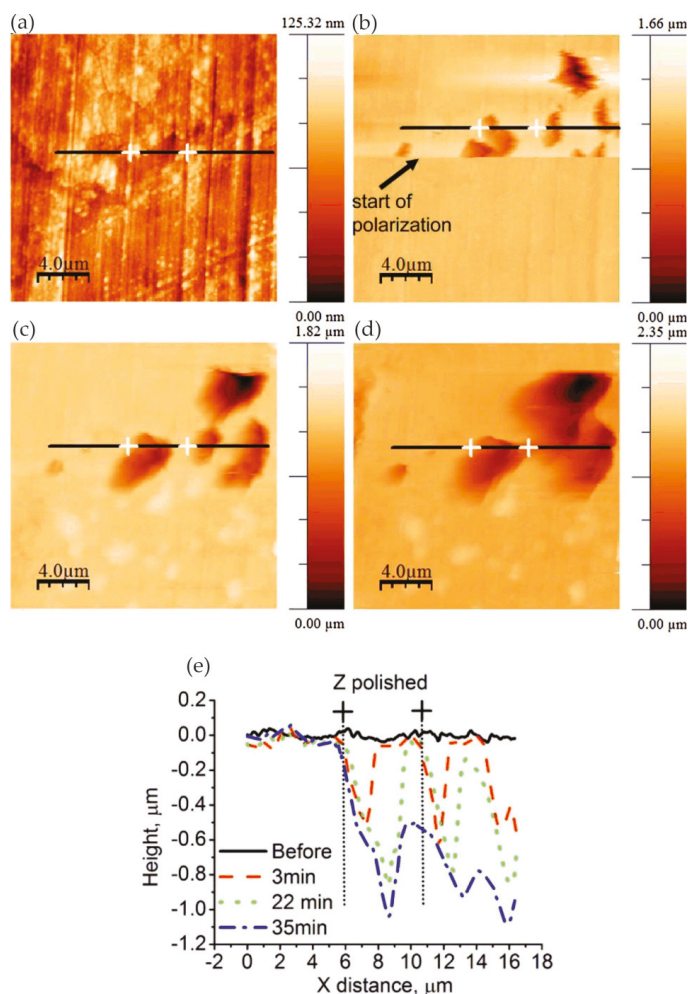 (a)
125.32 nm
0.00 nm
4.0µm
(b)
1.66 µm
0.00 µm
start of
polarization
4.0µm
(c)
1.82 µm
0.00 µm
4.0µm
(d)
2.35 µm
0.00 µm
4.0µm
(e)
Z polished
Height, µm
0.2
0.0
-0.2
-0.4
-0.6
-0.8
-1.0
-1.2
Before
3min
22 min
35min
-2 0 2 4 6 8 10 12 14 16 18
X distance, µm